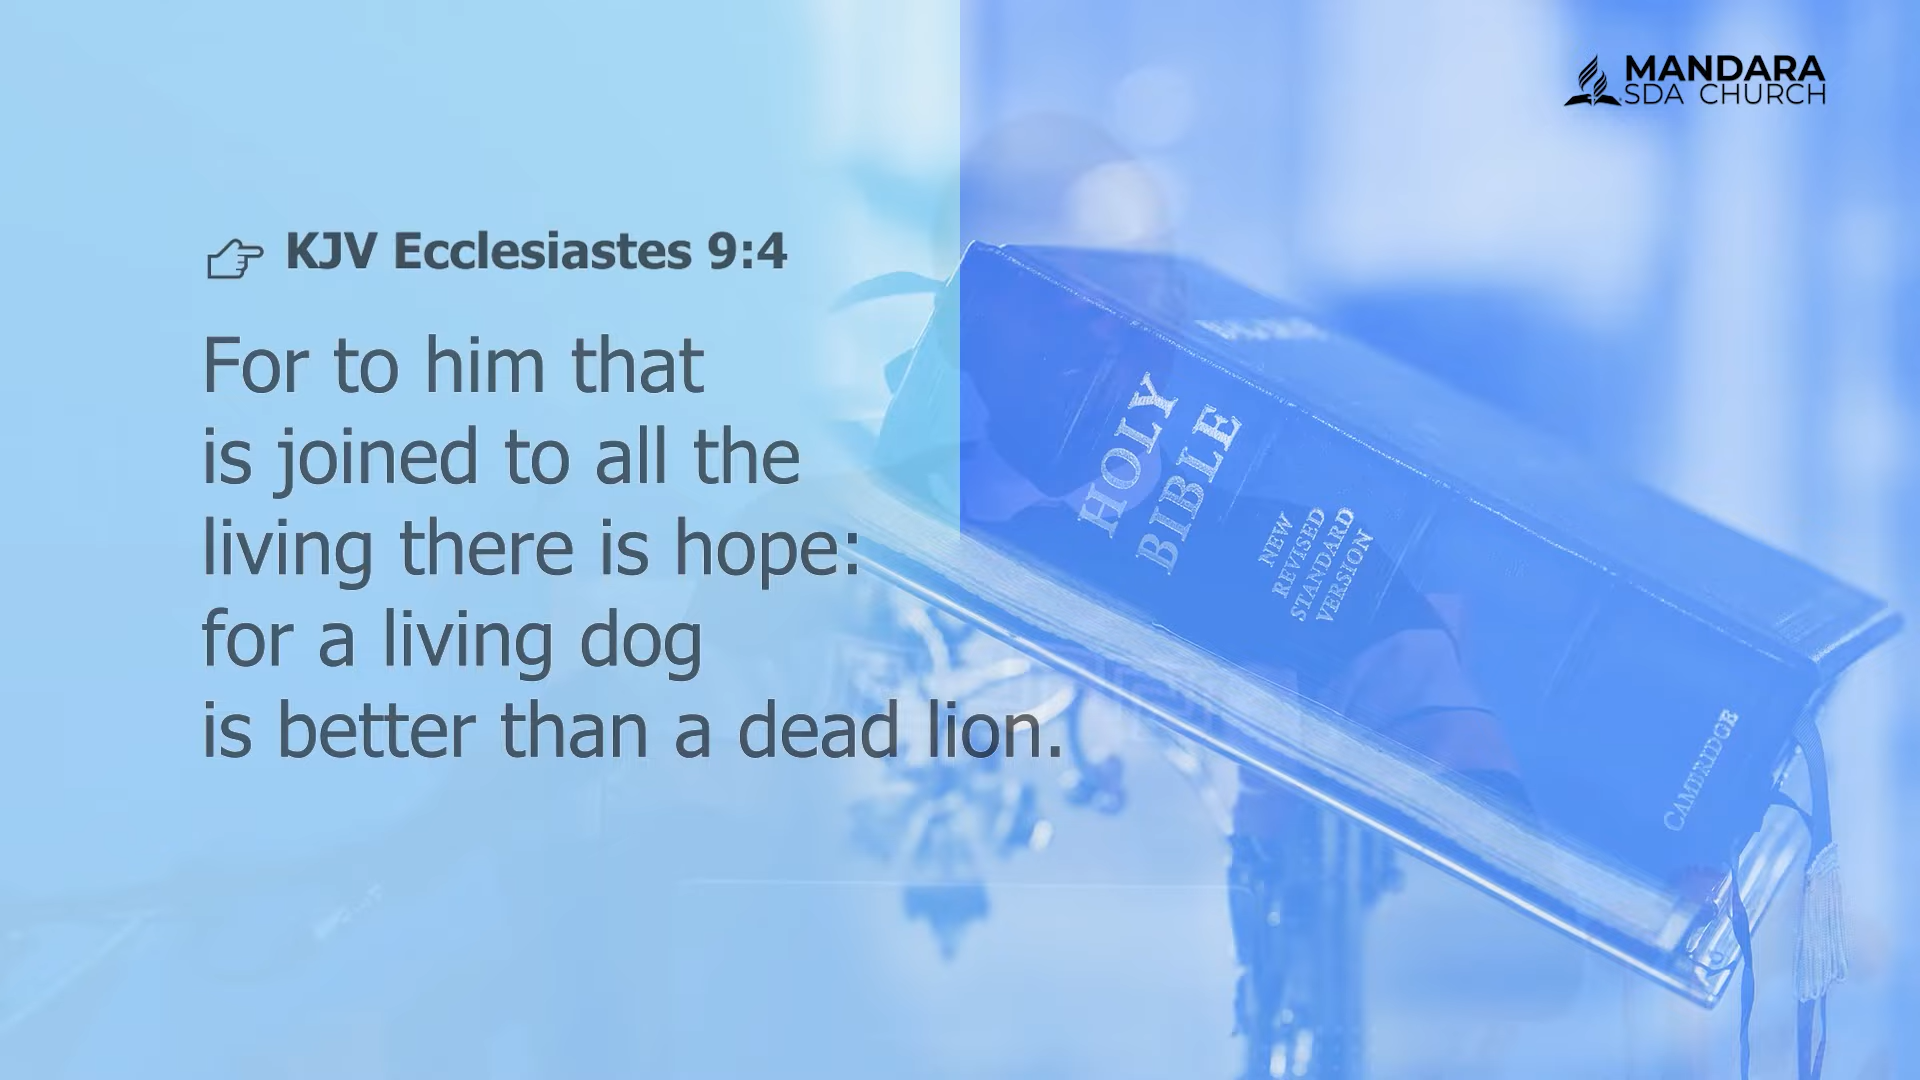 MANDARA
SDA CHURCH
KJV Ecclesiastes 9:4
For to him that
is joined to all the
living there is hope:
for a living dog
is better than a dead lion.
HOLY
BIBLE
NEW
REVISED
STANDARD
VERSION
CAMBRIDGE